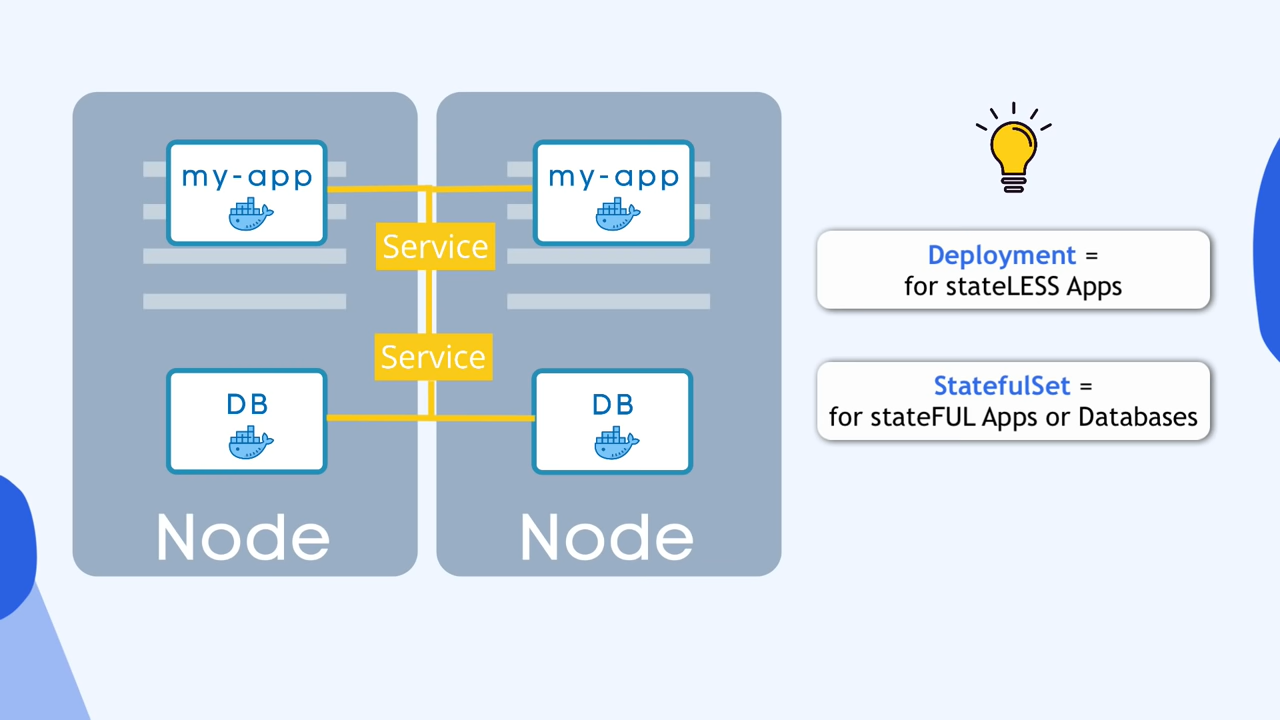 my-app
my-app
Service
Service
DB
DB
Node
Node
Deployment =
for stateLESS Apps
StatefulSet =
for stateFUL Apps or Databases